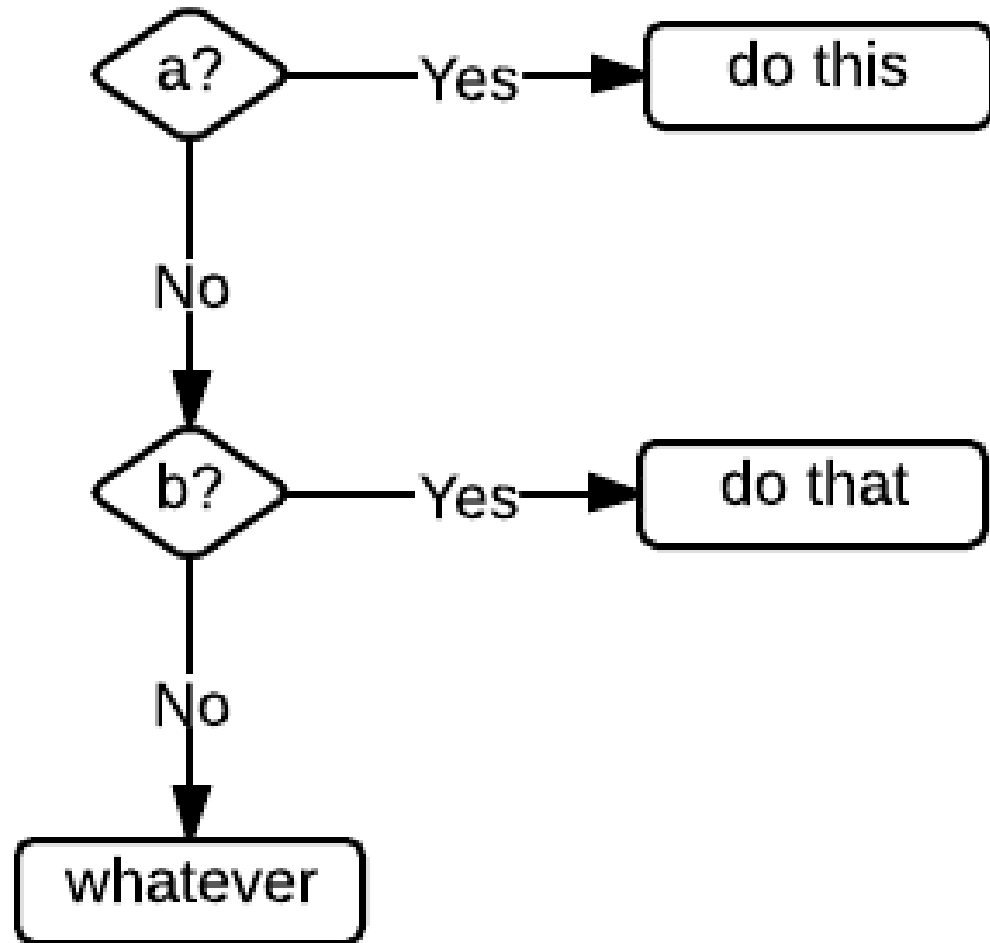 a?
Yes
do this
No
b?
Yes
do that
No
whatever